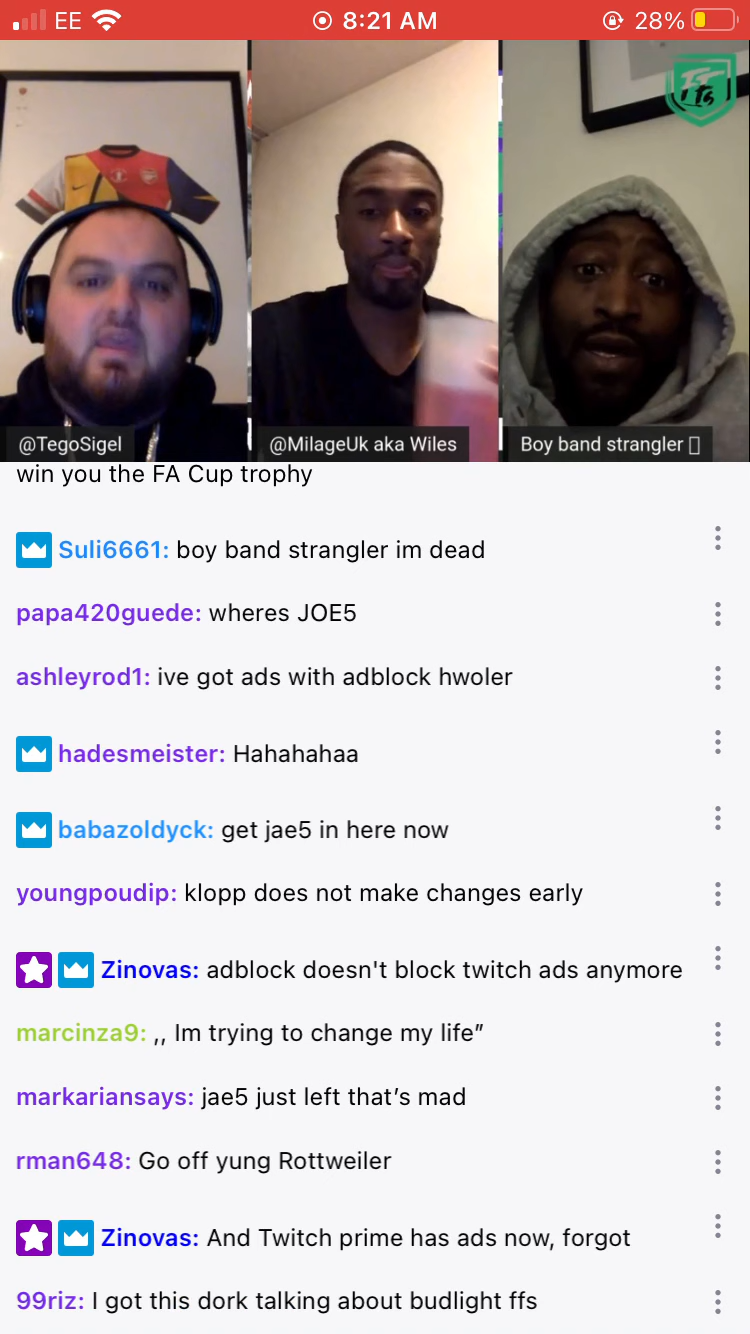 EE 8:21 AM 28%
FTs
@TegoSigel
@MilageUk aka Wiles
Boy band strangler
win you the FA Cup trophy
Suli6661: boy band strangler im dead
papa420guede: wheres JOE5
ashleyrod1: ive got ads with adblock hwoler
hadesmeister: Hahahahaa
babazoldyck: get jae5 in here now
youngpoudip: klopp does not make changes early
Zinovas: adblock doesn't block twitch ads anymore
marcinza9: ,, Im trying to change my life”
markariansays: jae5 just left that’s mad
rman648: Go off yung Rottweiler
Zinovas: And Twitch prime has ads now, forgot
99riz: I got this dork talking about budlight ffs